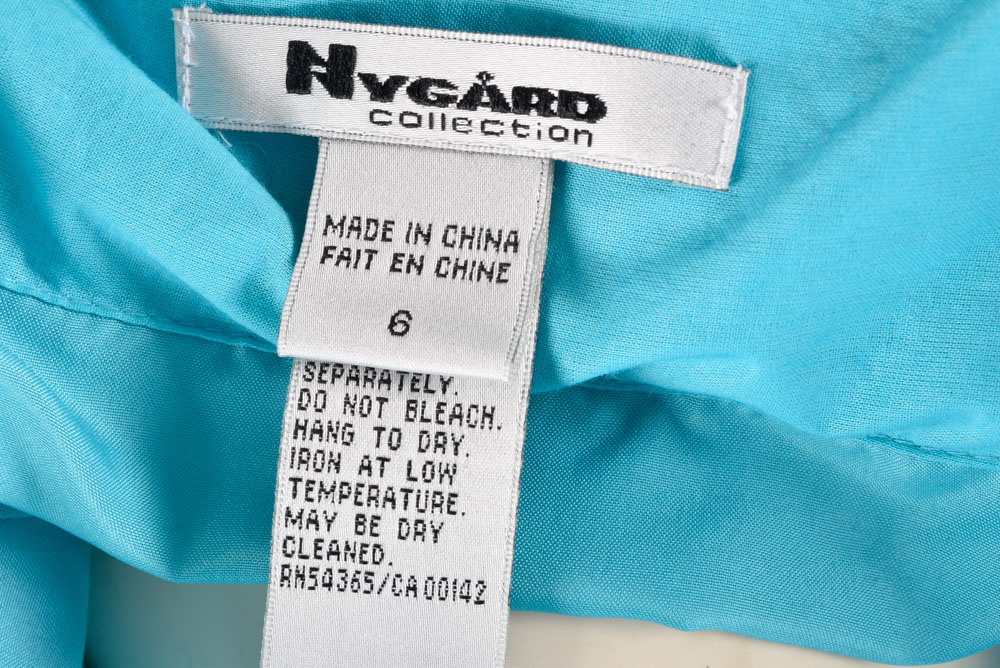 NYGÅRD
collection
MADE IN CHINA
FAIT EN CHINE
6
SEPARATELY.
DO NOT BLEACH.
HANG TO DRY.
IRON AT LOW
TEMPERATURE.
MAY BE DRY
CLEANED.
RN54365/CA00142